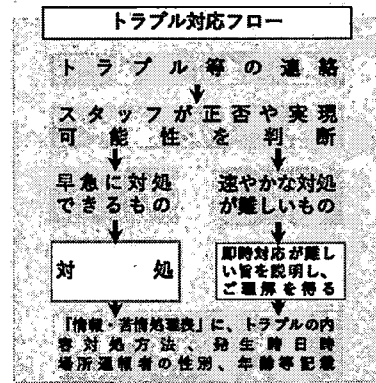 トラブル対応フロー
トラブル等の連絡
スタッフが正否や実現
可能性を判断
早急に対処
できるもの
速やかな対処
が難しいもの
対処
即時対応が難し
い旨を説明し、
ご理解を得る
「情報・苦情処理表」に、トラブルの内
容対処方法、発生時日時
場所通報者の性別、年齢等記載